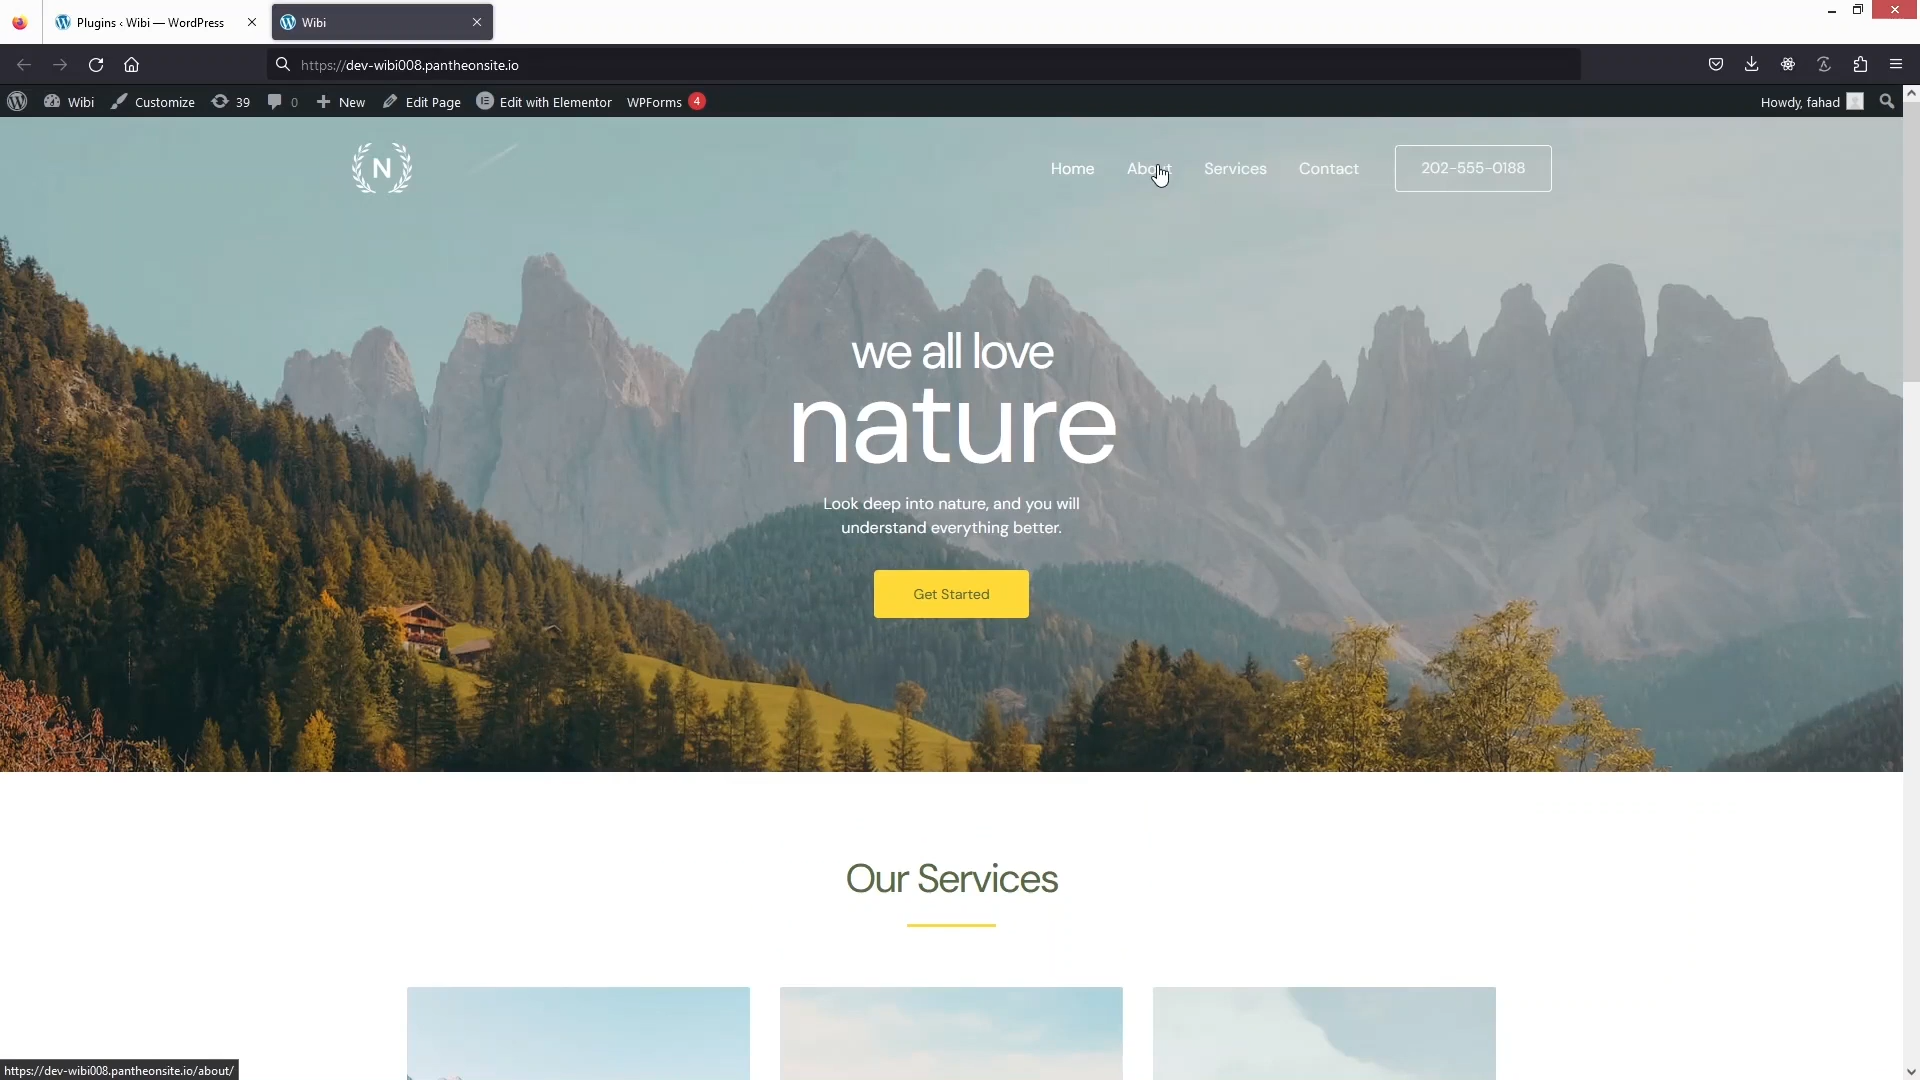 Plugins ‹ Wibi — WordPress
Wibi
https://dev-wibi008.pantheonsite.io
Wibi
Customize
39
0
New
Edit Page
Edit with Elementor
WPForms 4
Howdy, fahad
N
Home
About
Services
Contact
202-555-0188
we all love
nature
Look deep into nature, and you will
understand everything better.
Get Started
Our Services
https://dev-wibi008.pantheonsite.io/about/